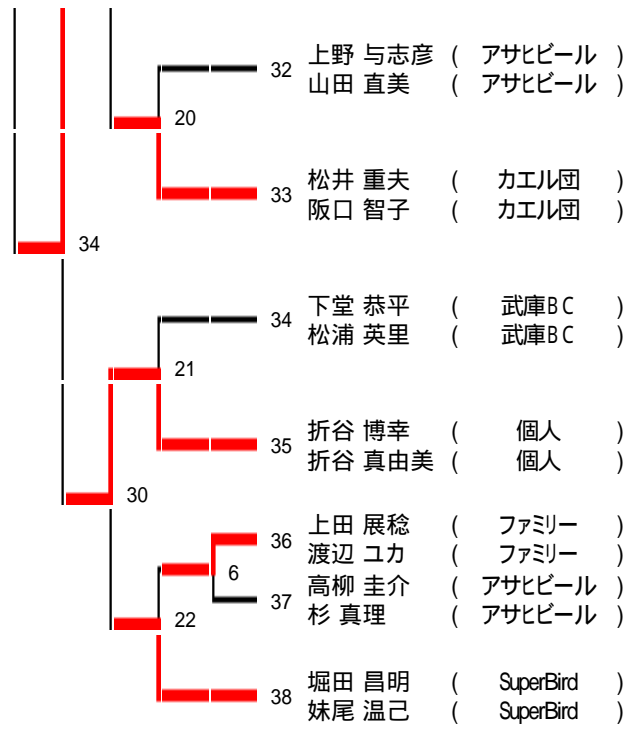 32 上野 与志彦 ( アサヒビール )
山田 直美 ( アサヒビール )
20
33 松井 重夫 ( カエル団 )
阪口 智子 ( カエル団 )
34
34 下堂 恭平 ( 武庫BC )
松浦 英里 ( 武庫BC )
21
35 折谷 博幸 ( 個人 )
折谷 真由美 ( 個人 )
30
36 上田 展稔 ( ファミリー )
渡辺 ユカ ( ファミリー )
6
37 高柳 圭介 ( アサヒビール )
杉 真理 ( アサヒビール )
22
38 堀田 昌明 ( SuperBird )
妹尾 温己 ( SuperBird )